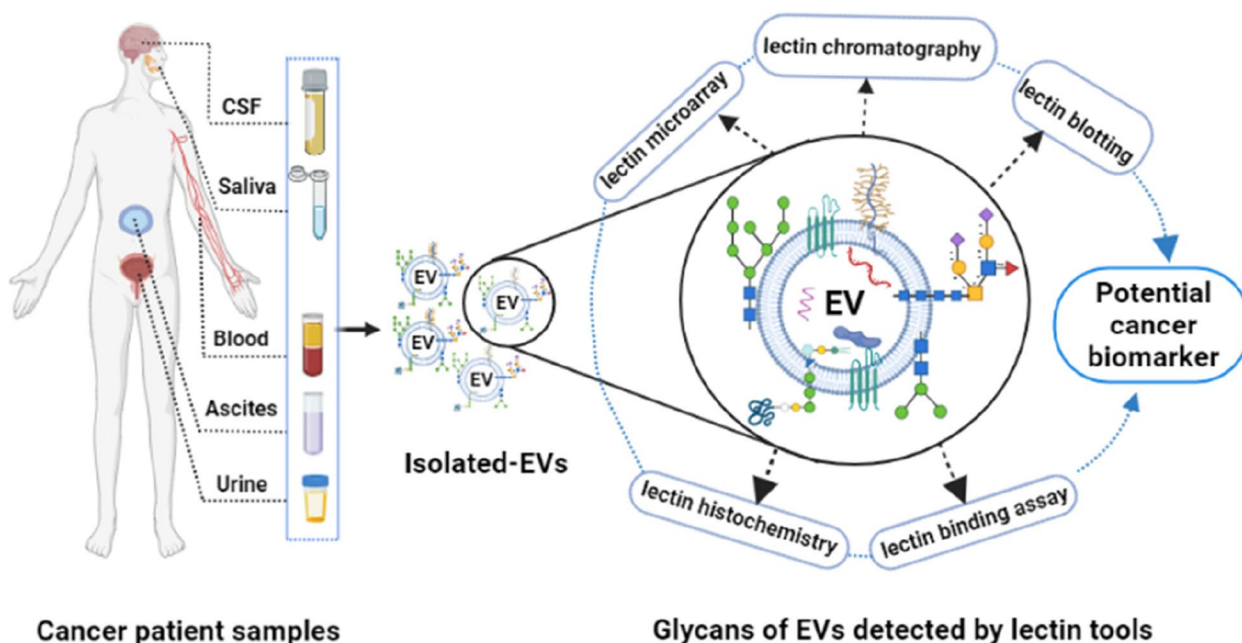 CSF
Saliva
Blood
Ascites
Urine
EV
EV
EV
EV
Isolated-EVs
lectin microarray
lectin chromatography
lectin blotting
EV
lectin histochemistry
lectin binding assay
Potential
cancer
biomarker
Cancer patient samples
Glycans of EVs detected by lectin tools